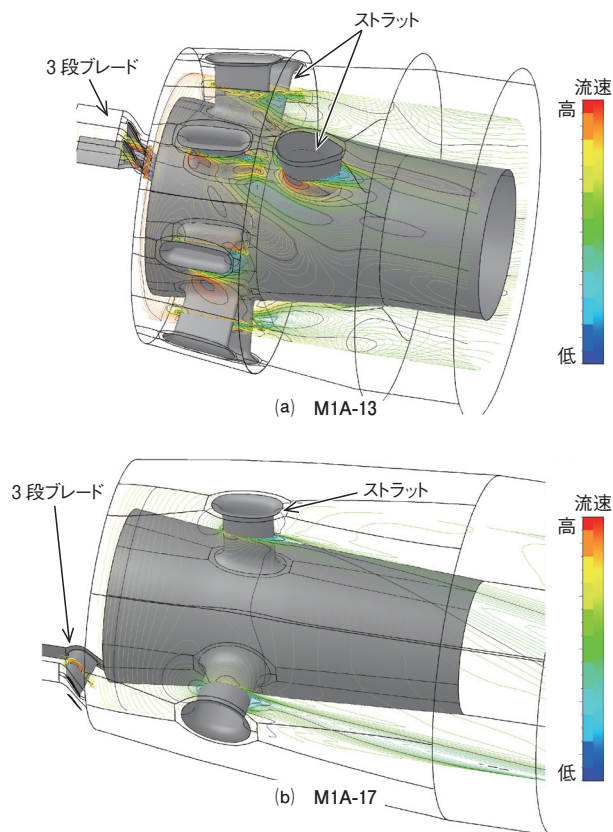 ストラット
3段ブレード
流速
高
低
(a) M1A-13
3段ブレード
ストラット
流速
高
低
(b) M1A-17